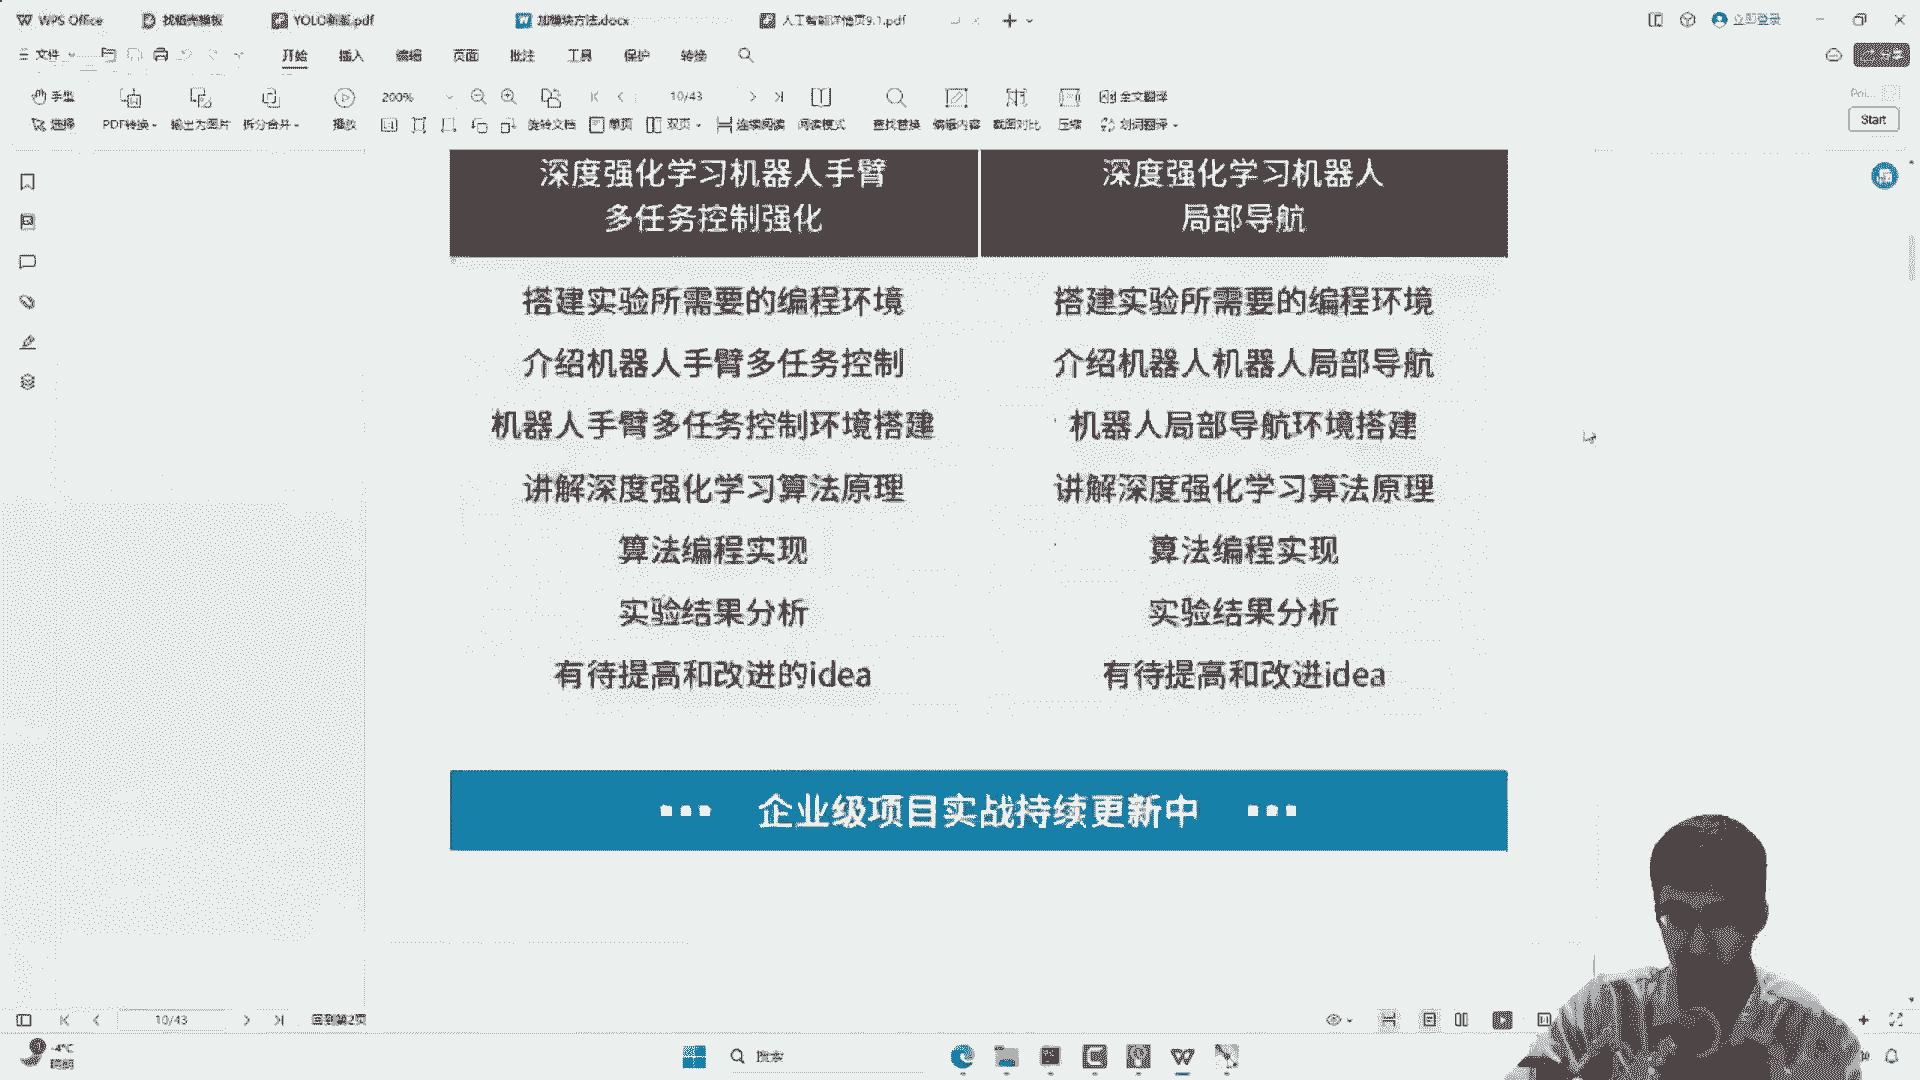 WPS Office
找稻壳模板
YOLO新版.pdf
加模块方法.docx
人工智能详情页9.1.pdf
立即登录
文件
开始
插入
编辑
页面
批注
工具
保护
转换
分享
手型
200%
10/43
全文翻译
选择
PDF转换
输出为图片
拆分合并
播放
旋转文档
单页
双页
连续阅读
阅读模式
查找替换
编辑内容
截图对比
压缩
划词翻译
Start
深度强化学习机器人手臂
多任务控制强化
深度强化学习机器人
局部导航
搭建实验所需要的编程环境
介绍机器人手臂多任务控制
机器人手臂多任务控制环境搭建
讲解深度强化学习算法原理
算法编程实现
实验结果分析
有待提高和改进的idea
搭建实验所需要的编程环境
介绍机器人机器人局部导航
机器人局部导航环境搭建
讲解深度强化学习算法原理
算法编程实现
实验结果分析
有待提高和改进idea
··· 企业级项目实战持续更新中 ···
10/43
回到第2页
-4°C
搜索